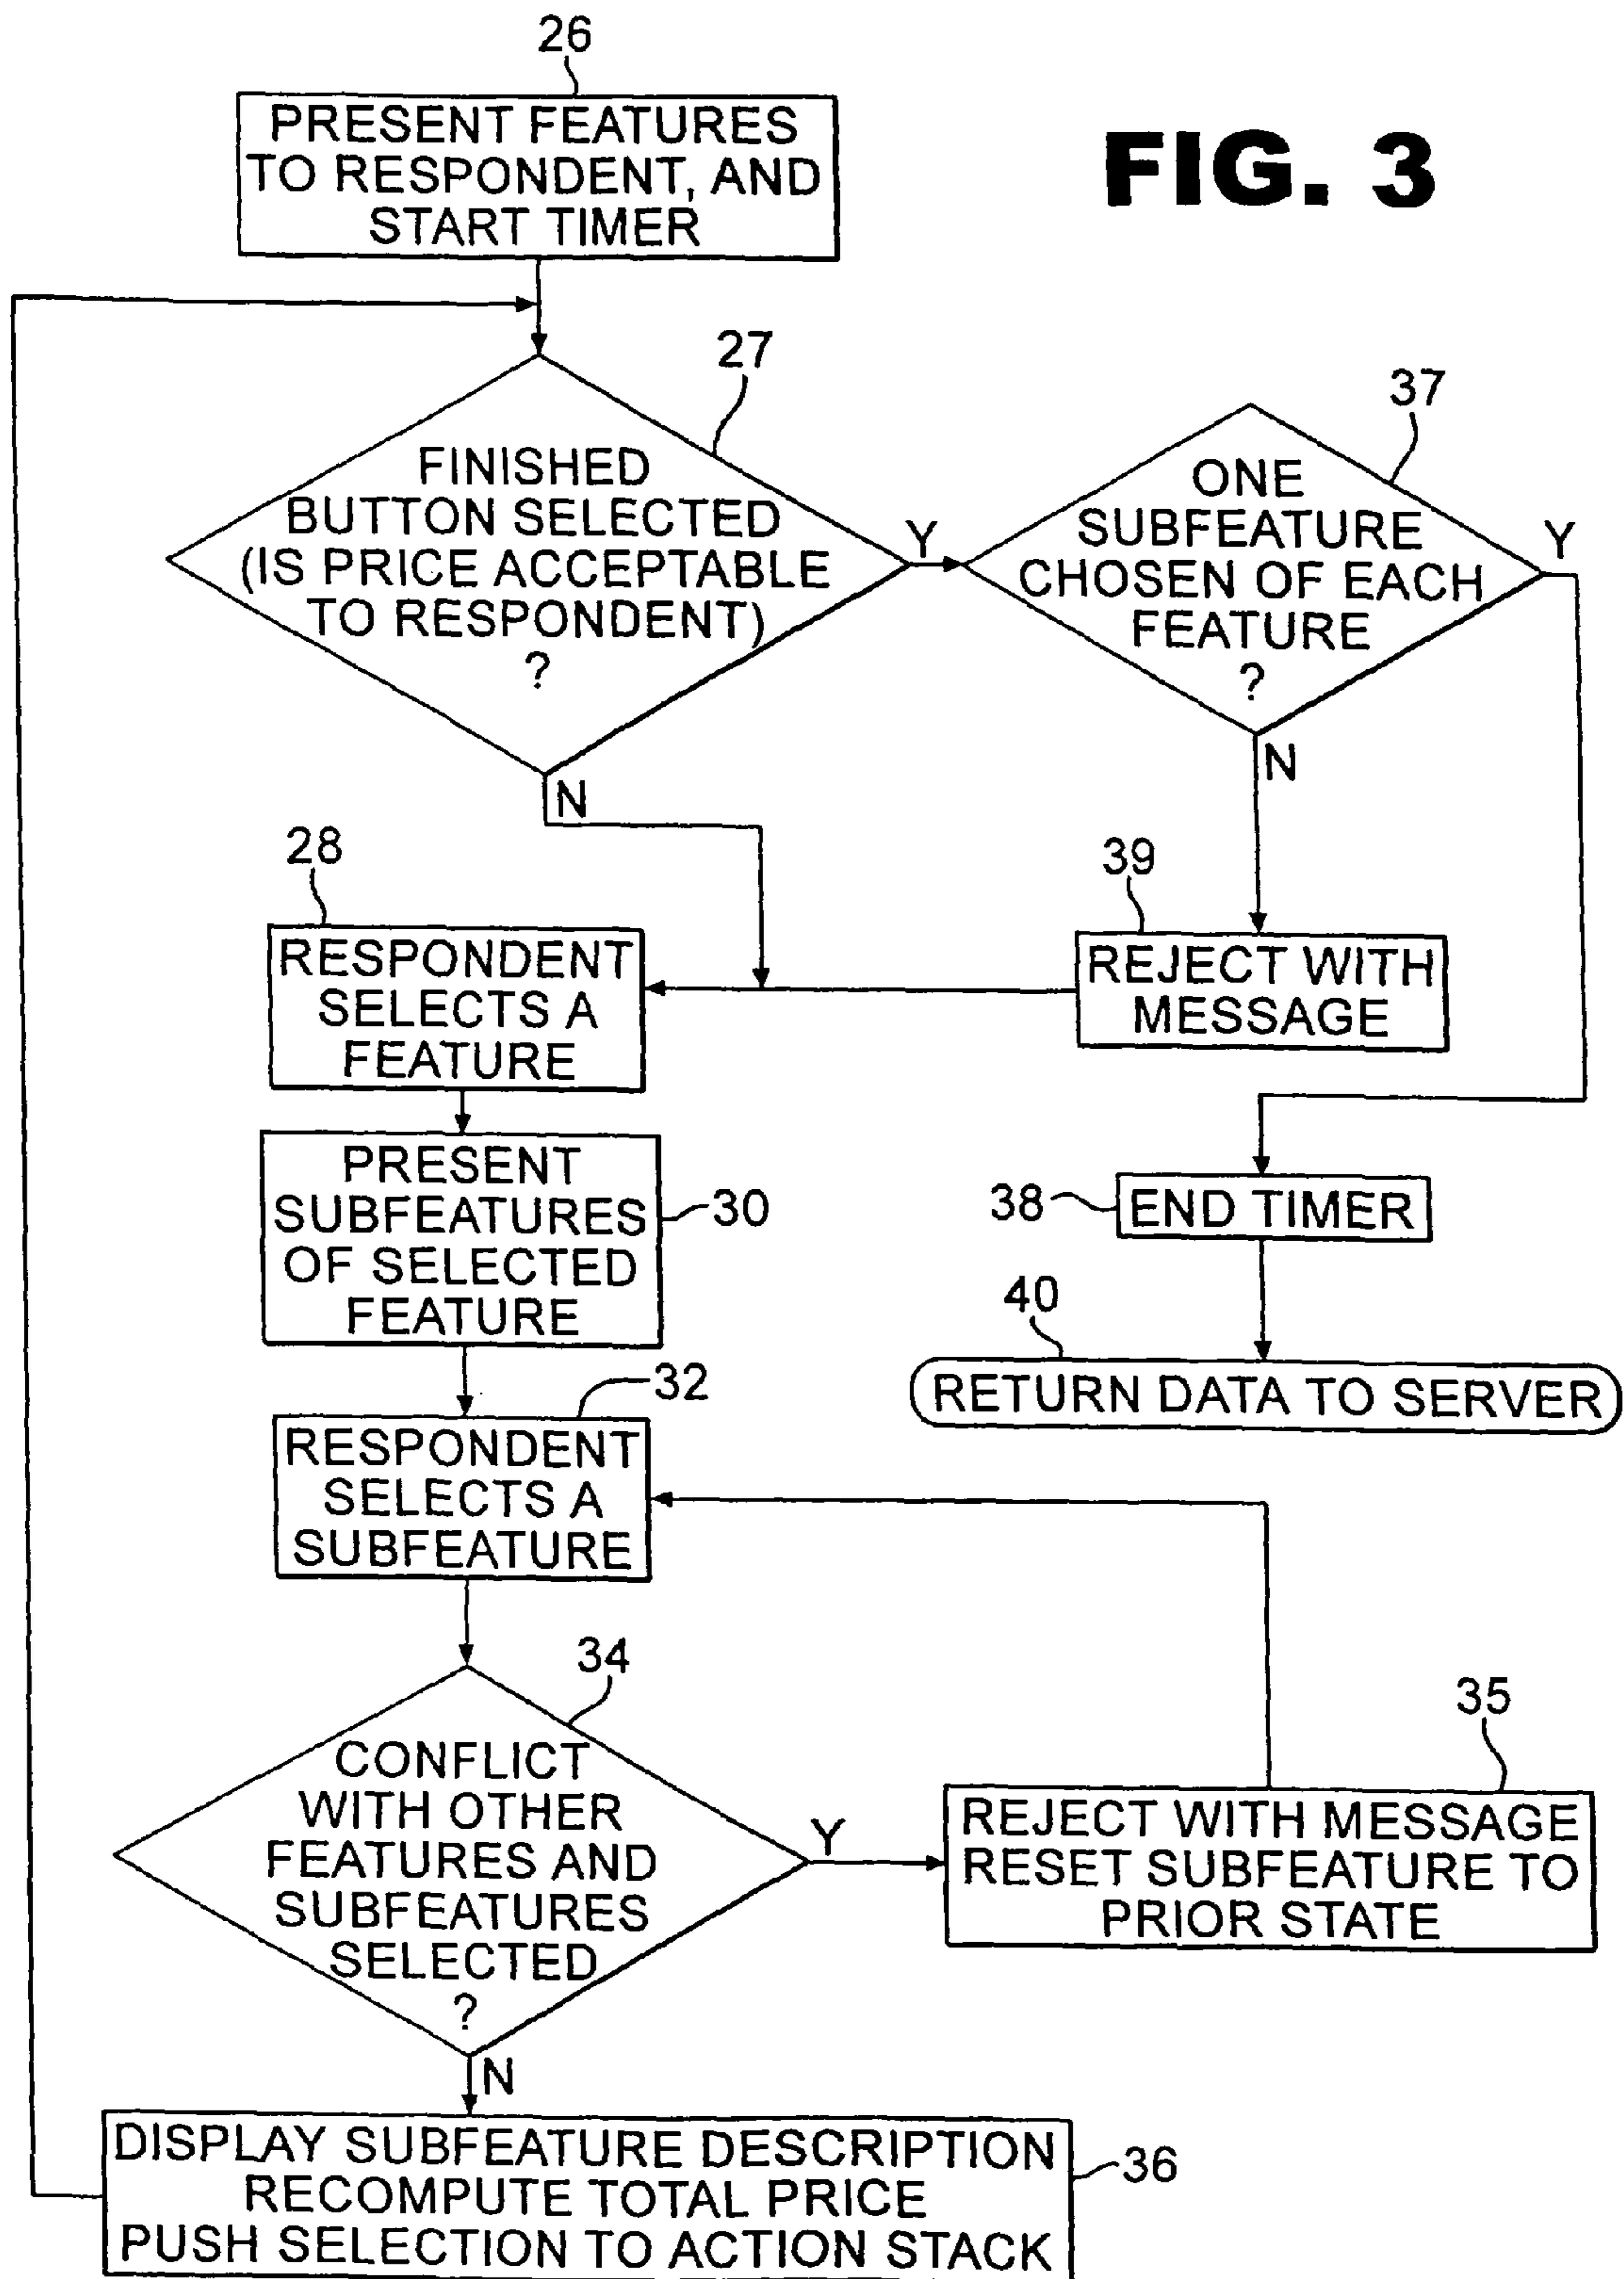 26
PRESENT FEATURES
TO RESPONDENT, AND
START TIMER
FIG. 3
27
FINISHED
BUTTON SELECTED
(IS PRICE ACCEPTABLE
TO RESPONDENT)
?
Y
N
37
ONE
SUBFEATURE
CHOSEN OF EACH
FEATURE
?
Y
N
28
RESPONDENT
SELECTS A
FEATURE
39
REJECT WITH
MESSAGE
PRESENT
SUBFEATURES
OF SELECTED
FEATURE
30
38
END TIMER
40
RETURN DATA TO SERVER
32
RESPONDENT
SELECTS A
SUBFEATURE
34
CONFLICT
WITH OTHER
FEATURES AND
SUBFEATURES
SELECTED
?
Y
N
35
REJECT WITH MESSAGE
RESET SUBFEATURE TO
PRIOR STATE
DISPLAY SUBFEATURE DESCRIPTION
RECOMPUTE TOTAL PRICE
PUSH SELECTION TO ACTION STACK
36